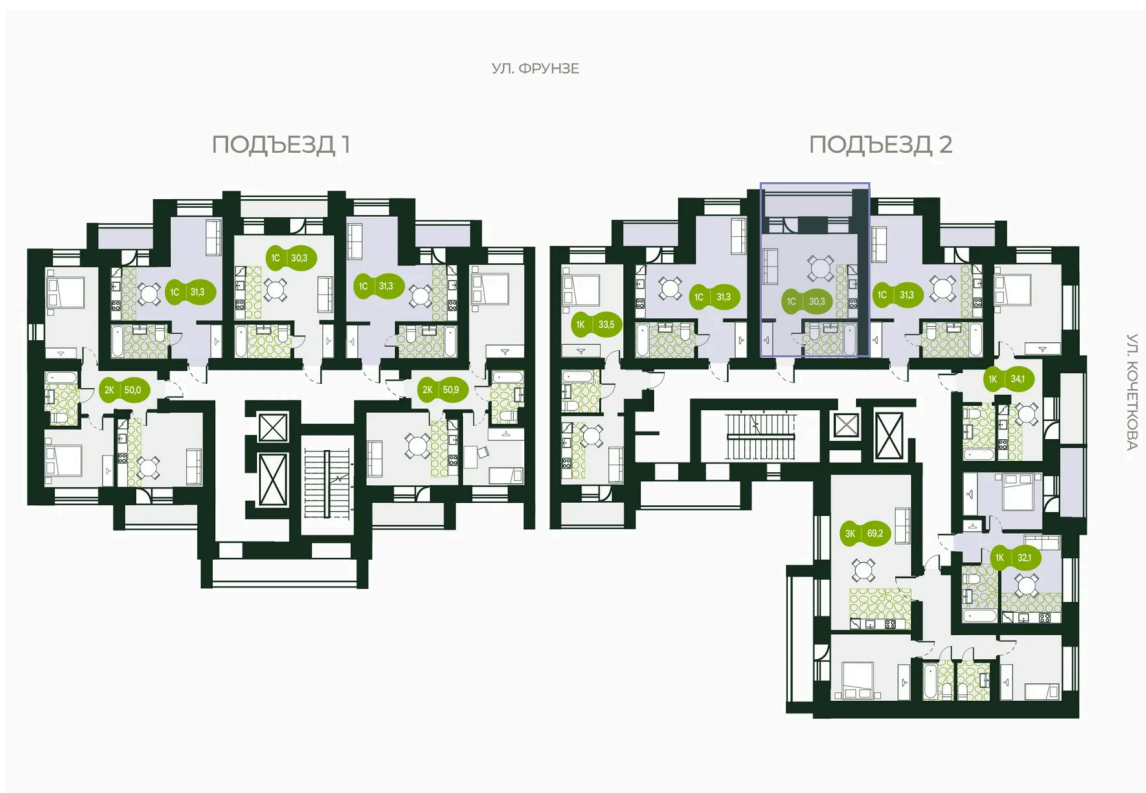 УЛ. ФРУНЗЕ
ПОДЪЕЗД 1
ПОДЪЕЗД 2
1С 30,3
1С 31,3
1С 31,3
2К 50,0
2К 50,9
1С 31,3
1С 30,3
1С 31,3
1К 33,5
1К 34,1
3К 69,2
1К 32,1
УЛ. КОЧЕТКОВА